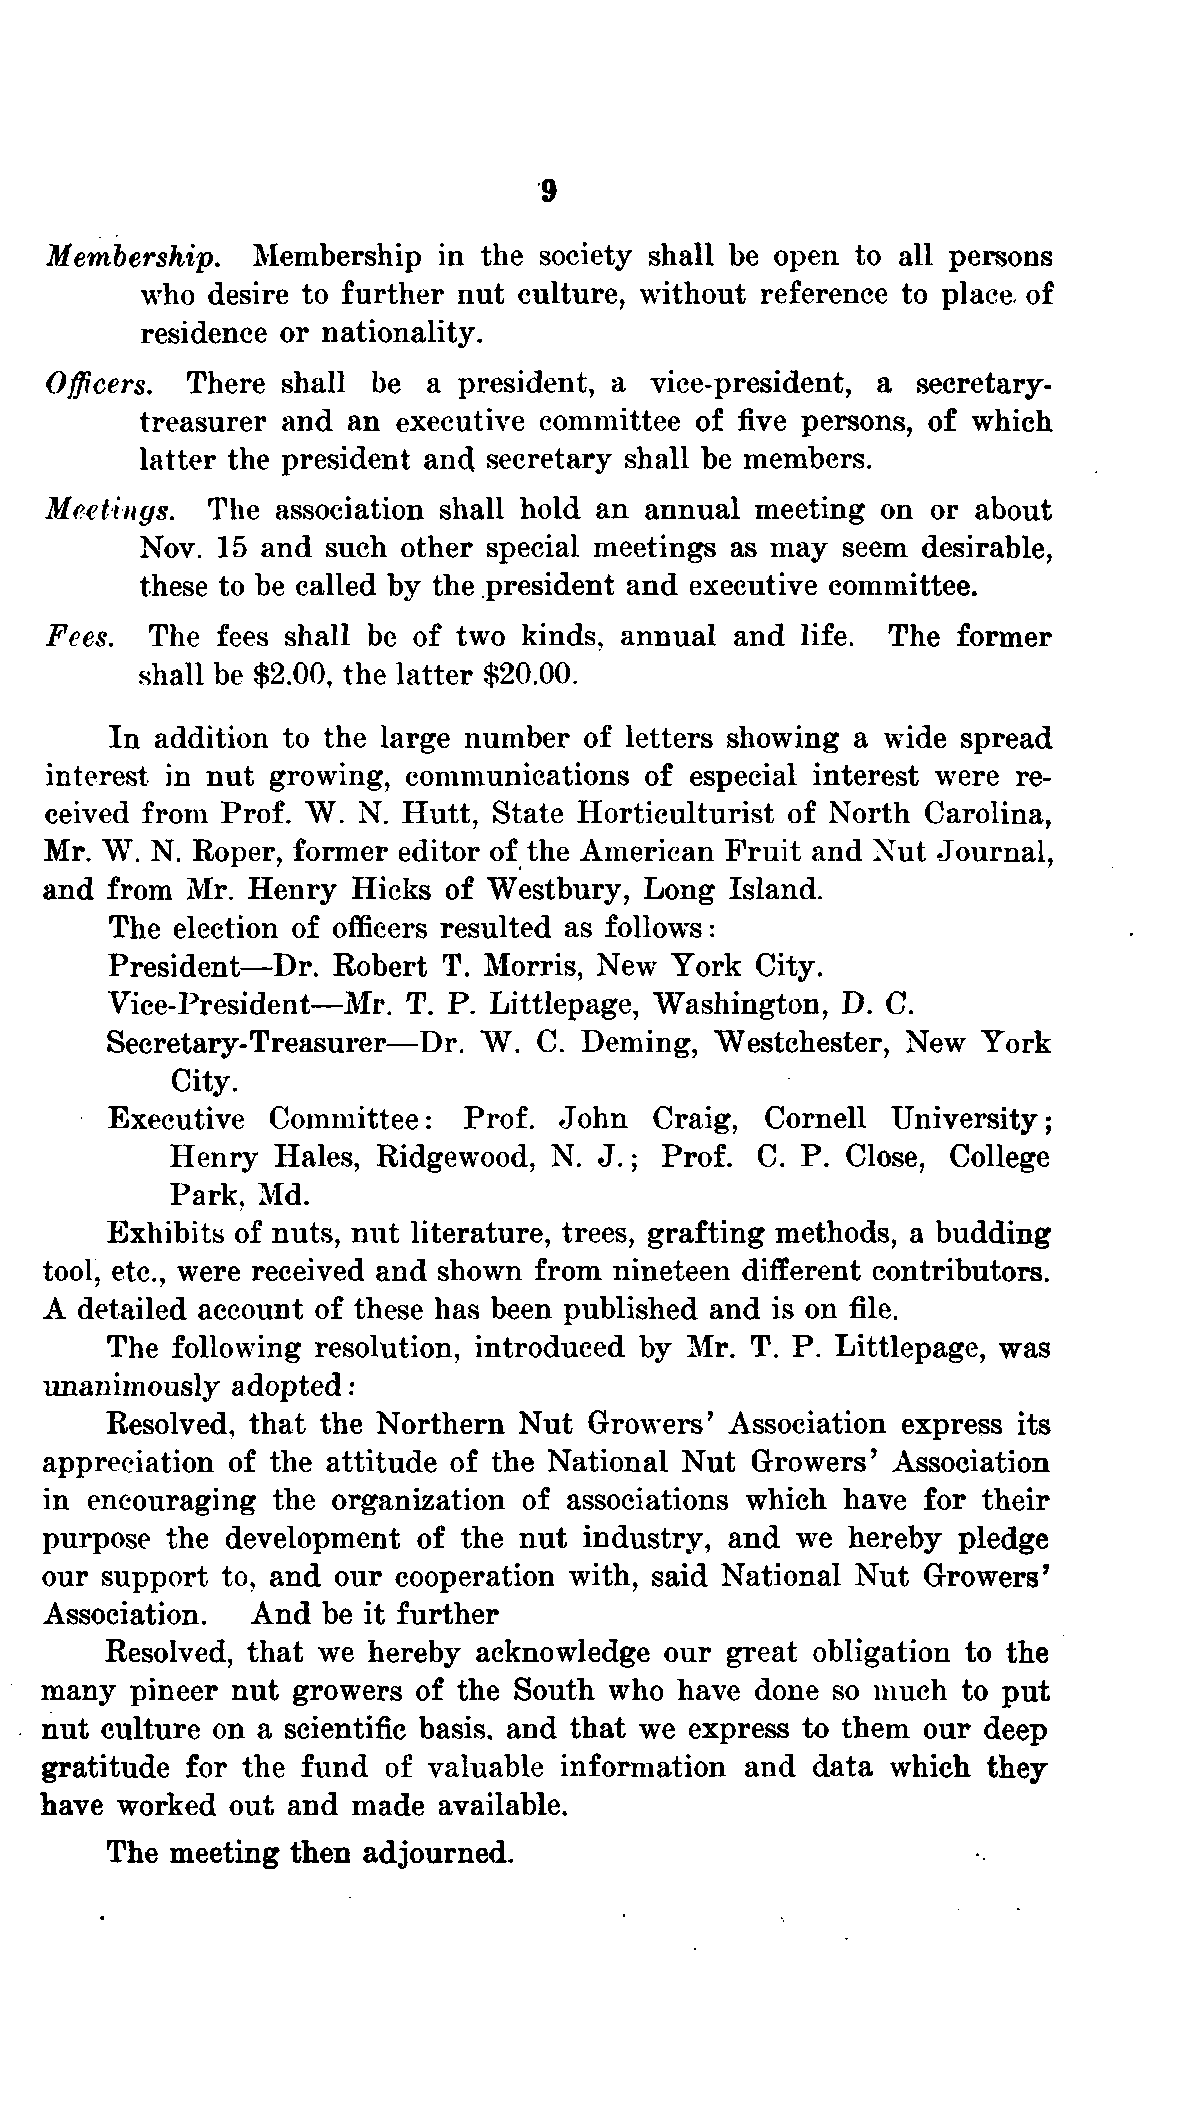 9
Membership. Membership in the society shall be open to all persons
who desire to further nut culture, without reference to place of
residence or nationality.
Officers. There shall be a president, a vice-president, a secretary-
treasurer and an executive committee of five persons, of which
latter the president and secretary shall be members.
Meetings. The association shall hold an annual meeting on or about
Nov. 15 and such other special meetings as may seem desirable,
these to be called by the president and executive committee.
Fees. The fees shall be of two kinds, annual and life. The former
shall be $2.00, the latter $20.00.
In addition to the large number of letters showing a wide spread
interest in nut growing, communications of especial interest were re-
ceived from Prof. W. N. Hutt, State Horticulturist of North Carolina,
Mr. W. N. Roper, former editor of the American Fruit and Nut Journal,
and from Mr. Henry Hicks of Westbury, Long Island.
The election of officers resulted as follows:
President—Dr. Robert T. Morris, New York City.
Vice-President—Mr. T. P. Littlepage, Washington, D. C.
Secretary-Treasurer—Dr. W. C. Deming, Westchester, New York
City.
Executive Committee: Prof. John Craig, Cornell University;
Henry Hales, Ridgewood, N. J.; Prof. C. P. Close, College
Park, Md.
Exhibits of nuts, nut literature, trees, grafting methods, a budding
tool, etc., were received and shown from nineteen different contributors.
A detailed account of these has been published and is on file.
The following resolution, introduced by Mr. T. P. Littlepage, was
unanimously adopted:
Resolved, that the Northern Nut Growers' Association express its
appreciation of the attitude of the National Nut Growers' Association
in encouraging the organization of associations which have for their
purpose the development of the nut industry, and we hereby pledge
our support to, and our cooperation with, said National Nut Growers'
Association. And be it further
Resolved, that we hereby acknowledge our great obligation to the
many pineer nut growers of the South who have done so much to put
nut culture on a scientific basis, and that we express to them our deep
gratitude for the fund of valuable information and data which they
have worked out and made available.
The meeting then adjourned.